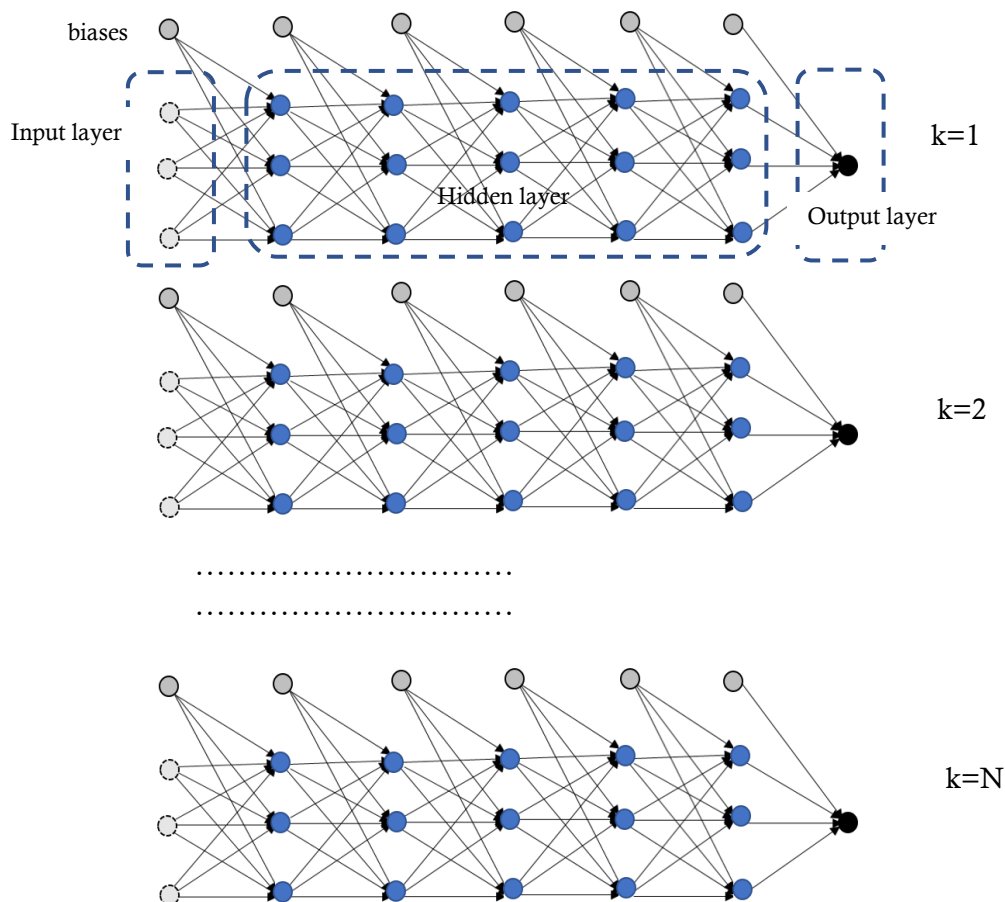 biases
Input layer
k=1
Hidden layer
Output layer
k=2
..............................
..............................
k=N